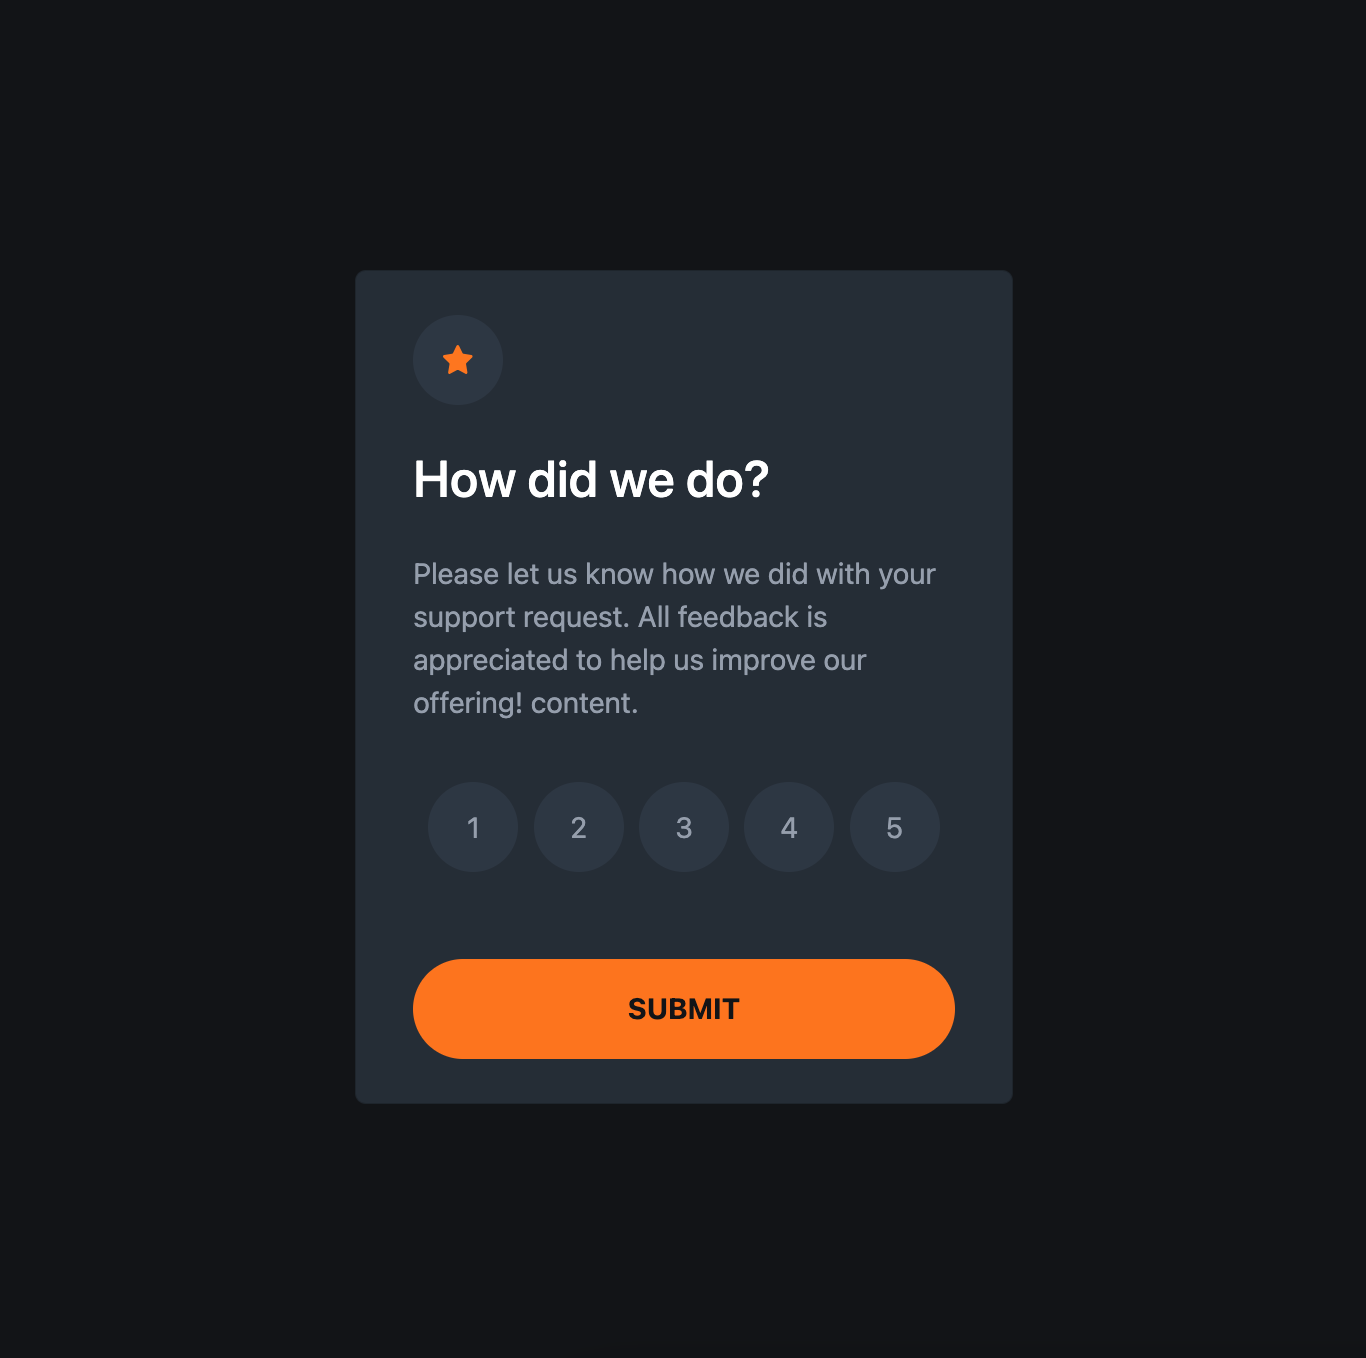 How did we do?
Please let us know how we did with your
support request. All feedback is
appreciated to help us improve our
offering! content.
1 2 3 4 5
SUBMIT